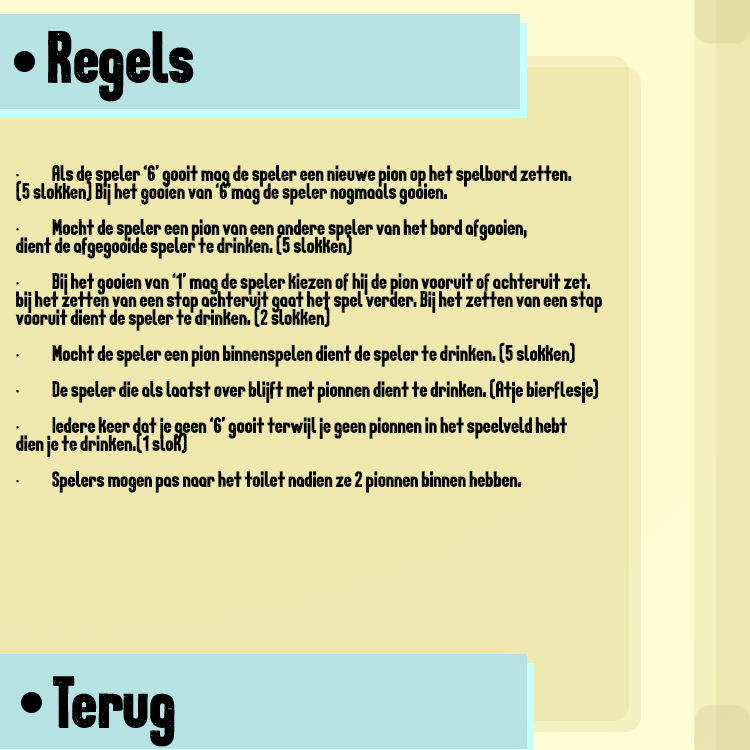 • Regels
· Als de speler ‘6’ gooit mag de speler een nieuwe pion op het spelbord zetten.
(5 slokken) Bij het gooien van ‘6’mag de speler nogmaals gooien.
· Mocht de speler een pion van een andere speler van het bord afgooien,
dient de afgegooide speler te drinken. (5 slokken)
· Bij het gooien van ‘1’ mag de speler kiezen of hij de pion vooruit of achteruit zet.
bij het zetten van een stap achteruit gaat het spel verder. Bij het zetten van een stap
vooruit dient de speler te drinken. (2 slokken)
· Mocht de speler een pion binnenspelen dient de speler te drinken. (5 slokken)
· De speler die als laatst over blijft met pionnen dient te drinken. (Atje bierflesje)
· Iedere keer dat je geen ‘6’ gooit terwijl je geen pionnen in het speelveld hebt
dien je te drinken.(1 slok)
· Spelers mogen pas naar het toilet nadien ze 2 pionnen binnen hebben.
• Terug